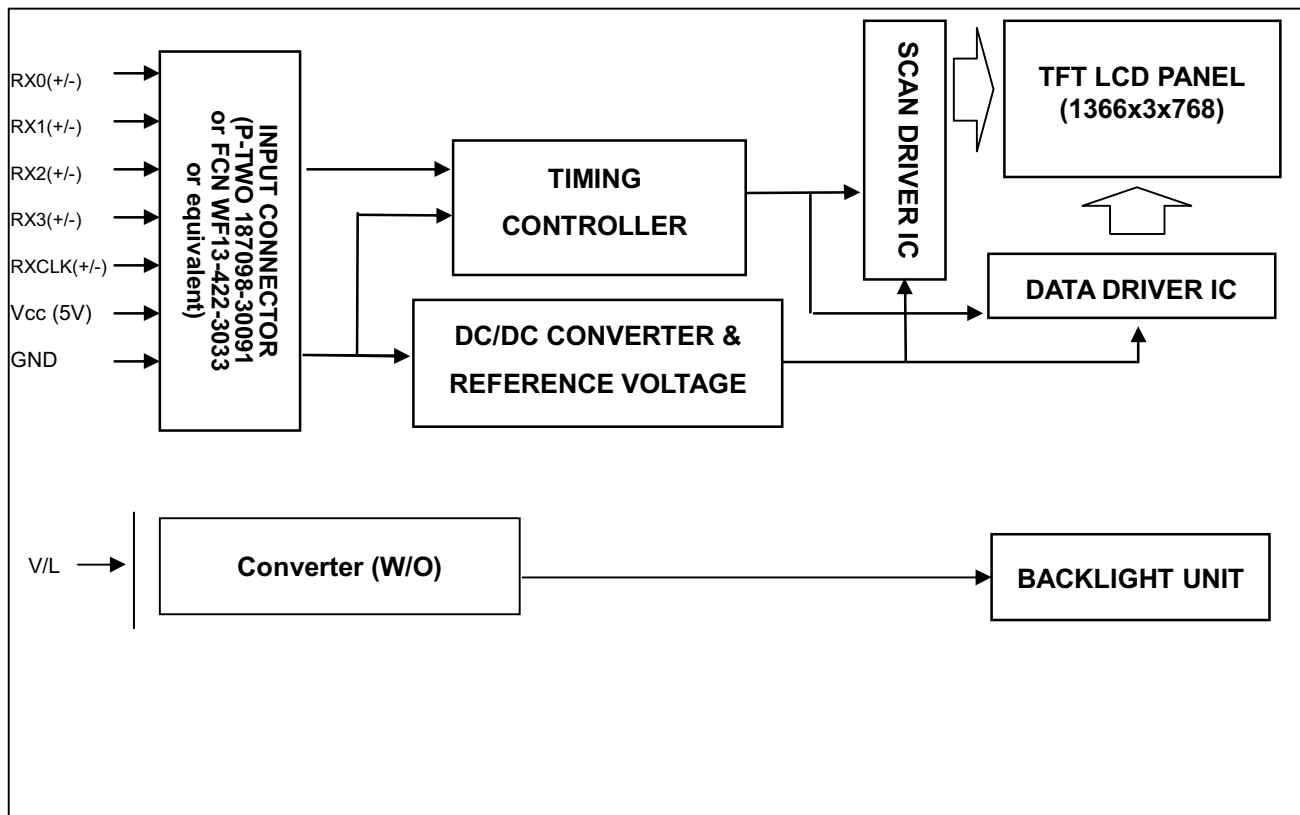 RX0(+/-)
RX1(+/-)
RX2(+/-)
RX3(+/-)
RXCLK(+/-)
Vcc (5V)
GND
INPUT CONNECTOR
(P-TWO 187098-30091
or FCN WF13-422-3033
or equivalent)
TIMING
CONTROLLER
DC/DC CONVERTER &
REFERENCE VOLTAGE
SCAN DRIVER IC
TFT LCD PANEL
(1366x3x768)
DATA DRIVER IC
V/L
Converter (W/O)
BACKLIGHT UNIT